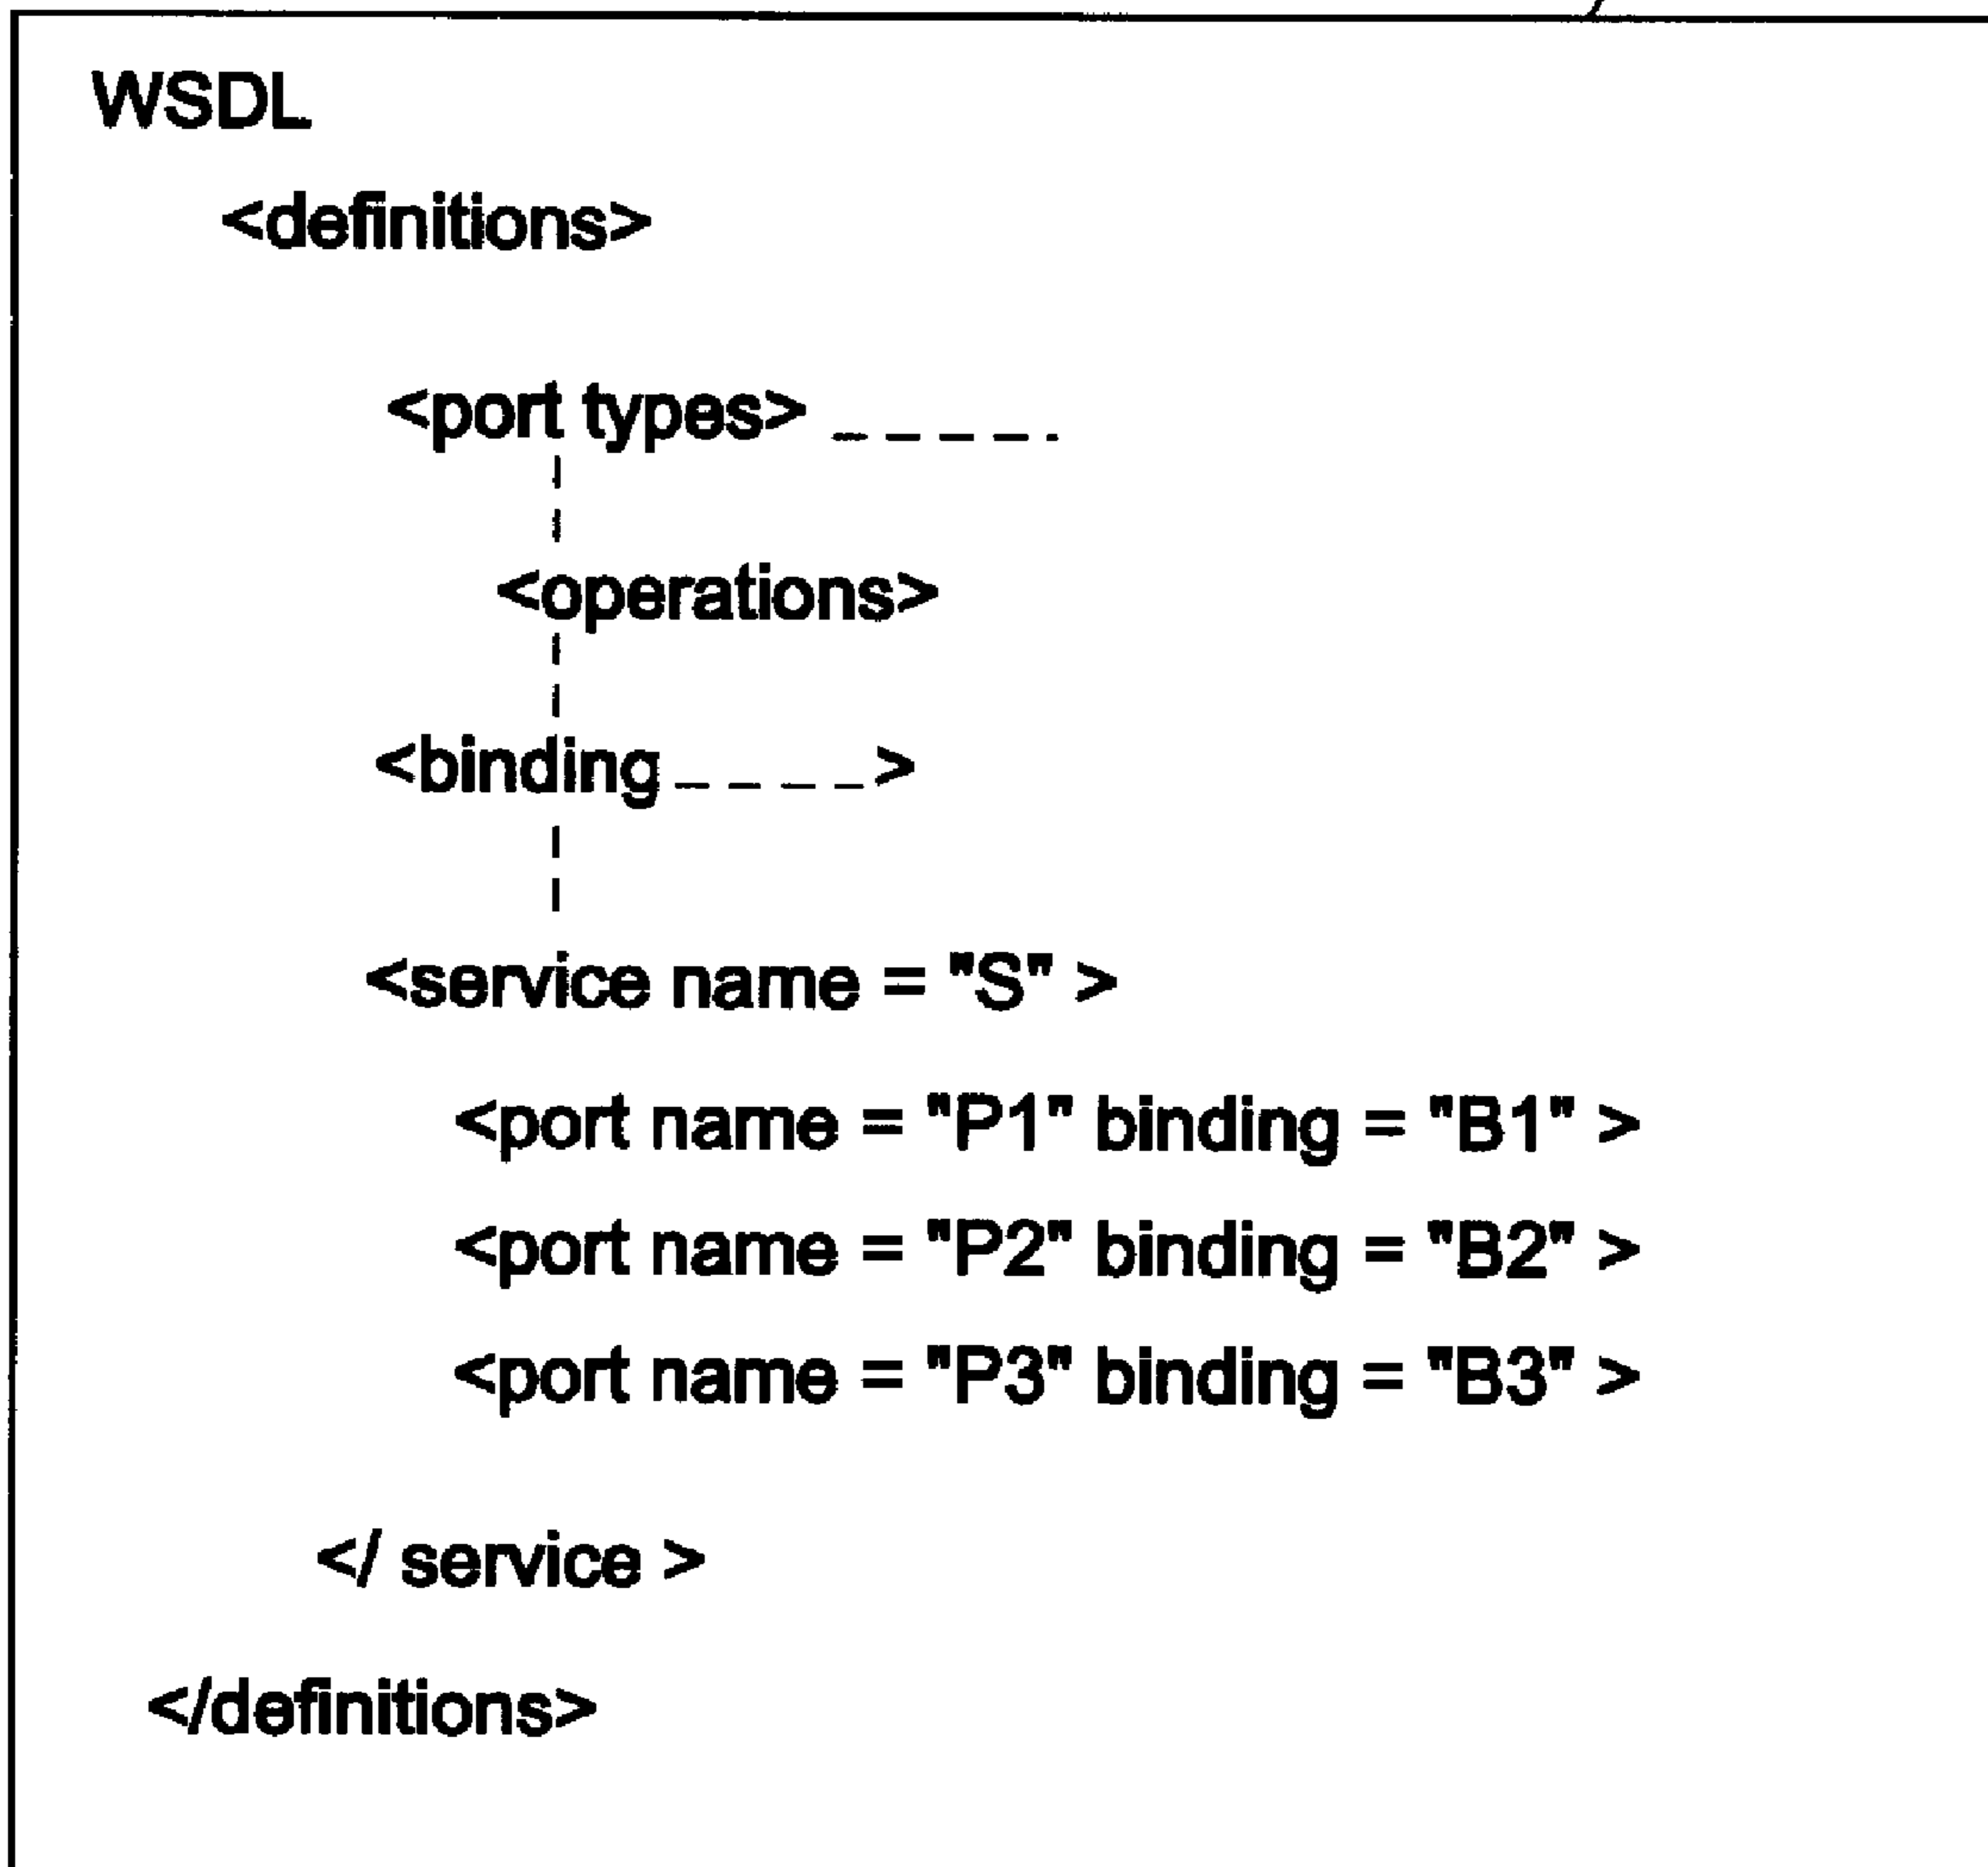 WSDL
<definitions>
<port types> _ _ _ _ .
<operations>
<binding _ _ _ _ >
<service name = "S" >
<port name = "P1" binding = "B1" >
<port name = "P2" binding = "B2" >
<port name = "P3" binding = "B3" >
</ service >
</definitions>